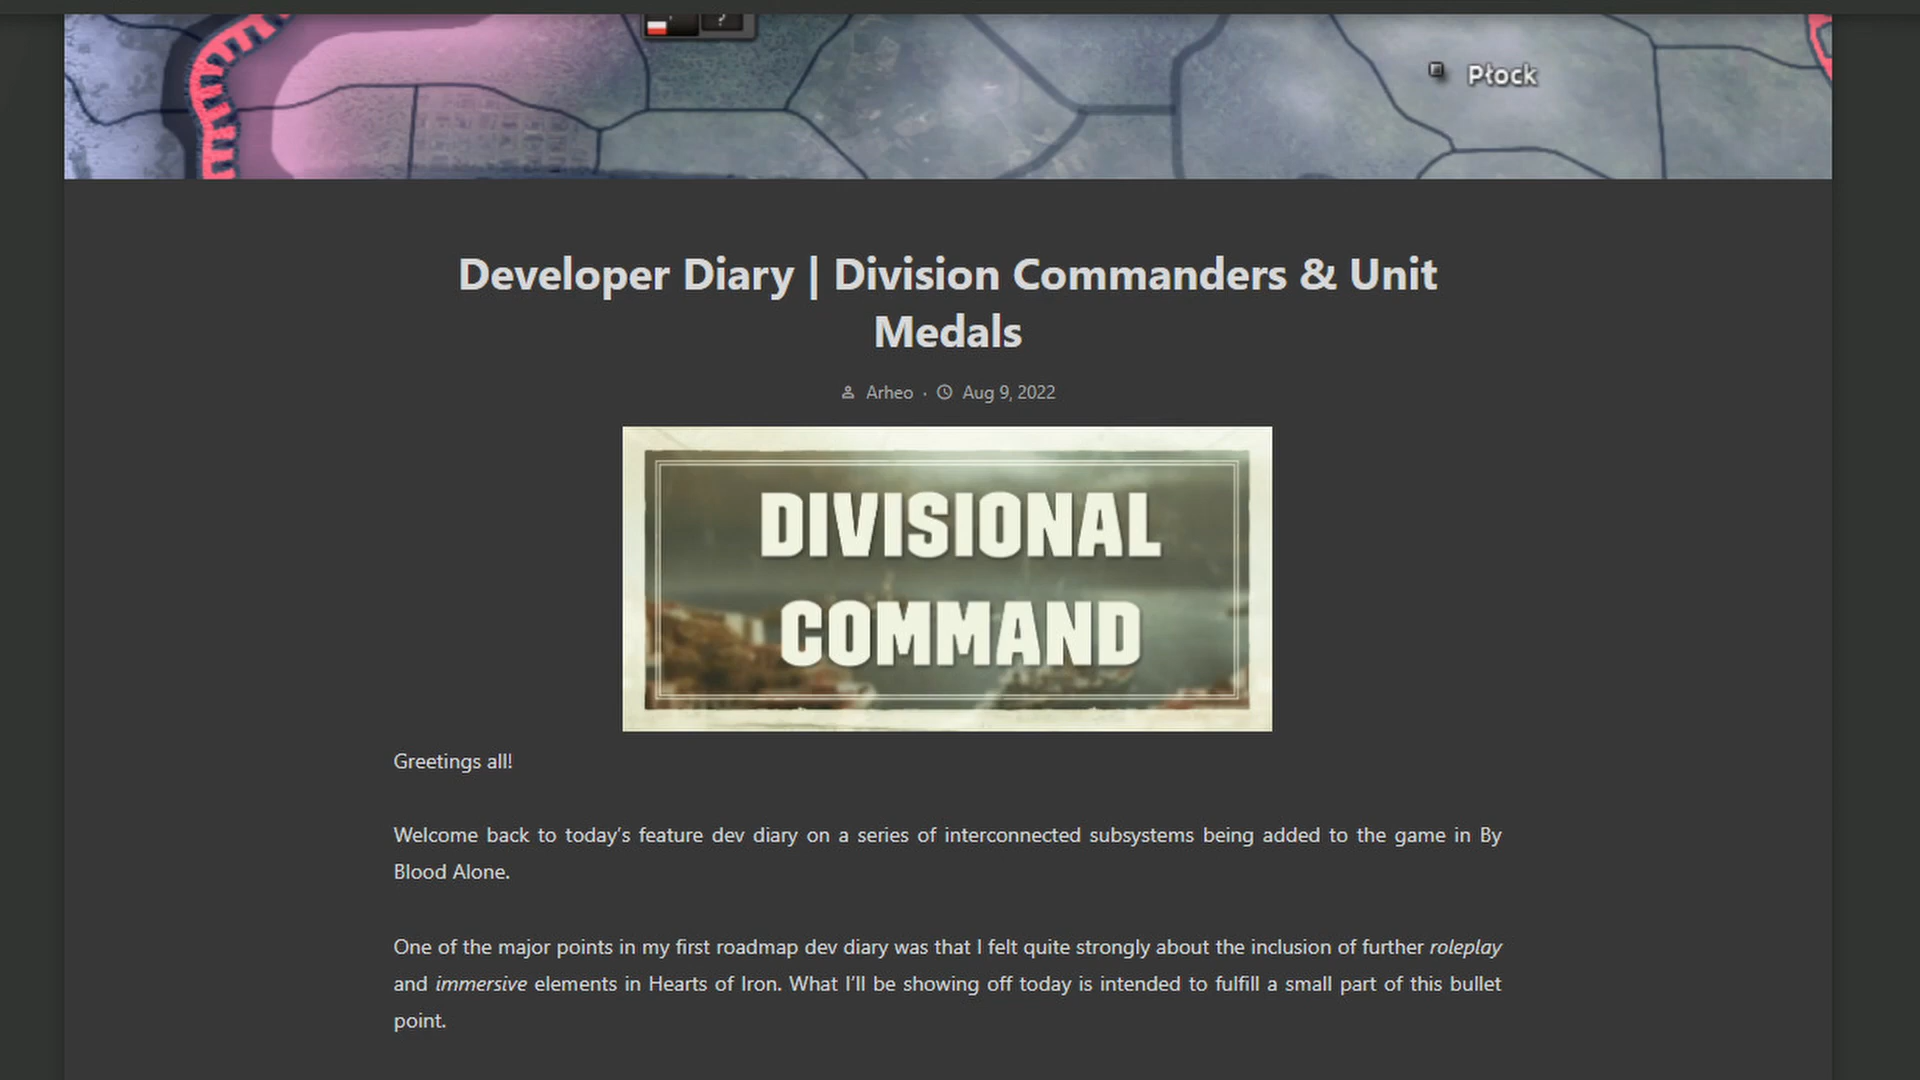 ?
Płock
Developer Diary | Division Commanders & Unit
Medals
Arheo · Aug 9, 2022
DIVISIONAL
COMMAND
Greetings all!
Welcome back to today’s feature dev diary on a series of interconnected subsystems being added to the game in By
Blood Alone.
One of the major points in my first roadmap dev diary was that I felt quite strongly about the inclusion of further roleplay
and immersive elements in Hearts of Iron. What I’ll be showing off today is intended to fulfill a small part of this bullet
point.